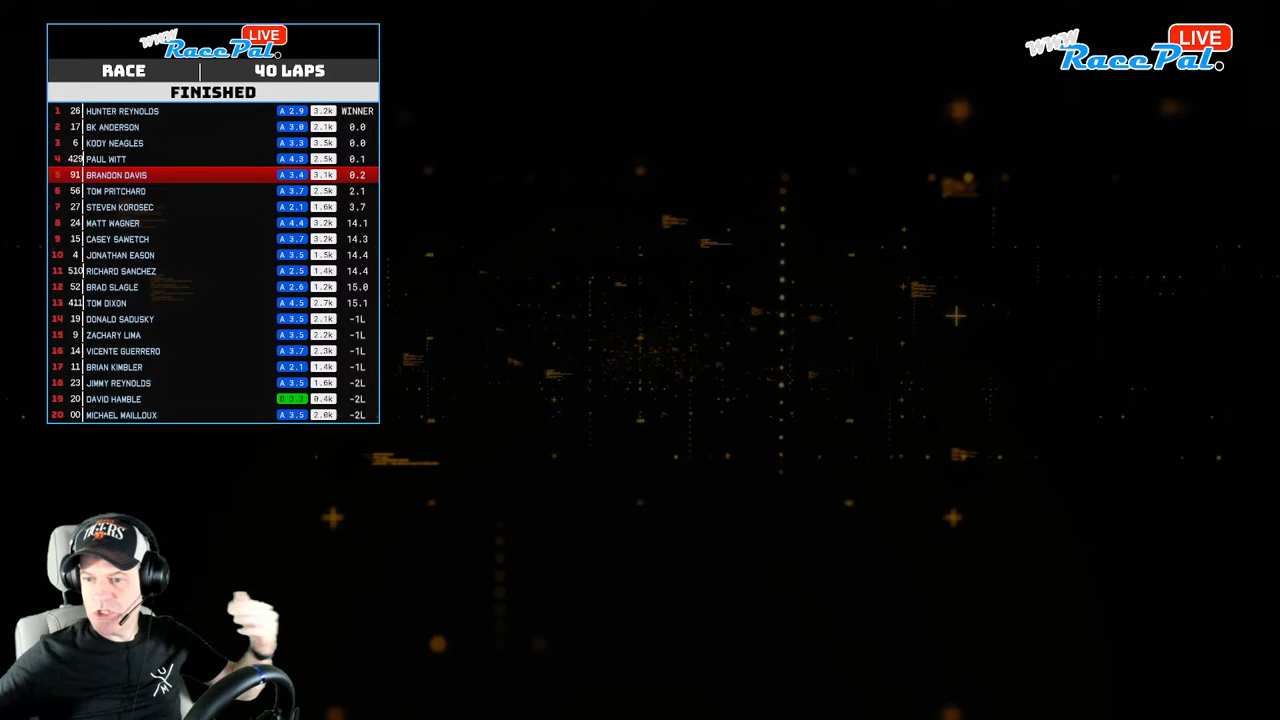 WWW RacePal. LIVE
WWW RacePal. LIVE
RACE 40 LAPS
FINISHED
1 26 HUNTER REYNOLDS A 2.9 3.2k WINNER
2 17 BK ANDERSON A 3.0 2.1k 0.0
3 6 KODY NEAGLES A 3.3 3.5k 0.0
4 429 PAUL WITT A 4.3 2.5k 0.1
5 91 BRANDON DAVIS A 3.4 3.1k 0.2
6 56 TOM PRITCHARD A 3.7 2.5k 2.1
7 27 STEVEN KOROSEC A 2.1 1.6k 3.7
8 24 MATT WAGNER A 4.4 3.2k 14.1
9 15 CASEY SAWETCH A 3.7 3.2k 14.3
10 4 JONATHAN EASON A 3.5 1.5k 14.4
11 510 RICHARD SANCHEZ A 2.5 1.4k 14.4
12 52 BRAD SLAGLE A 2.6 1.2k 15.0
13 411 TOM DIXON A 4.5 2.7k 15.1
14 19 DONALD SADUSKY A 3.5 2.1k -1L
15 9 ZACHARY LIMA A 3.5 2.2k -1L
16 14 VICENTE GUERRERO A 3.7 2.3k -1L
17 11 BRIAN KIMBLER A 2.1 1.4k -1L
18 23 JIMMY REYNOLDS A 3.5 1.6k -2L
19 20 DAVID HAMBLE B 3.3 0.4k -2L
20 00 MICHAEL MAILLOUX A 3.5 2.0k -2L
TIGERS